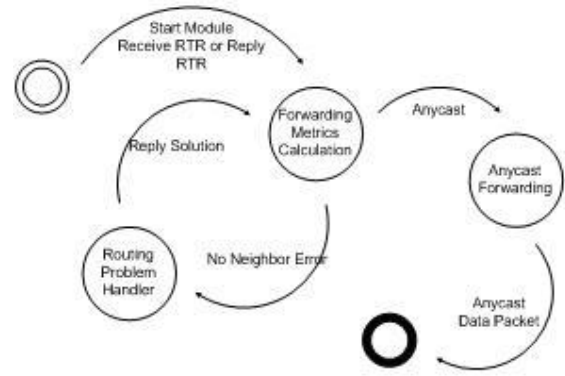 Start Module
Receive RTR or Reply
RTR
Forwarding
Metrics
Calculation
Anycast
Reply Solution
Anycast
Forwarding
Routing
Problem
Handler
No Neighbor Error
Anycast
Data Packet